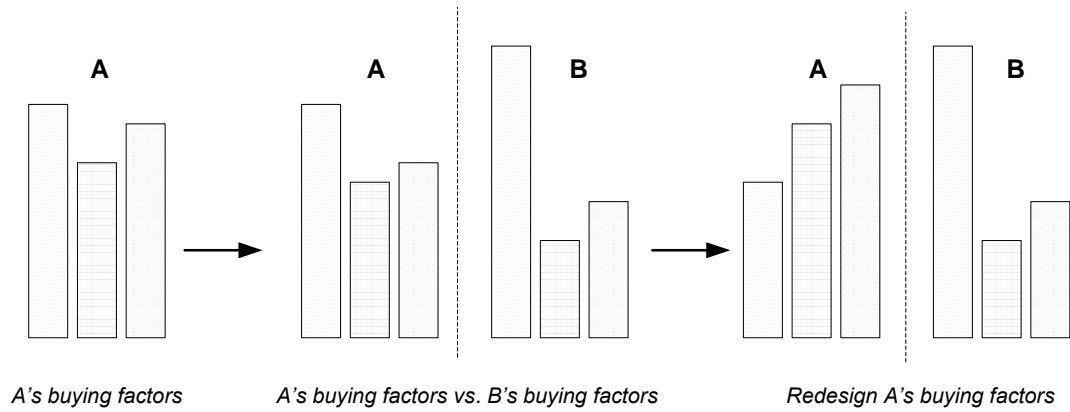 A
A
B
A
B
A's buying factors
A's buying factors vs. B's buying factors
Redesign A's buying factors